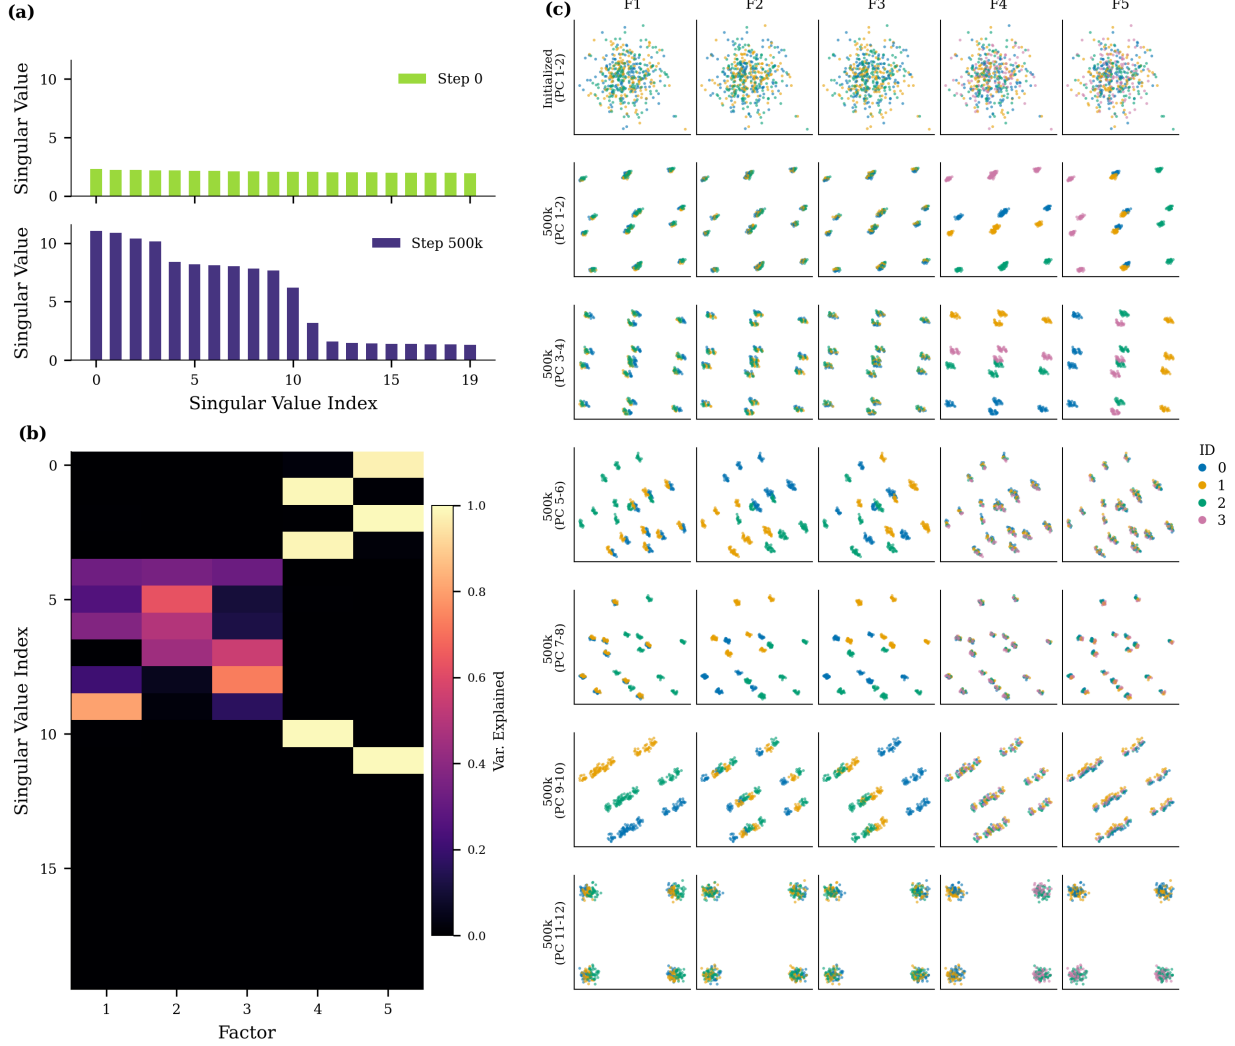 (a)
10
5
0
Singular Value
Step 0
10
5
0
Singular Value
Step 500k
0
5
10
15
19
Singular Value Index
(b)
0
5
10
15
Singular Value Index
1
2
3
4
5
Factor
1.0
0.8
0.6
0.4
0.2
0.0
Var. Explained
(c)
F1
F2
F3
F4
F5
Initialized
(PC 1-2)
500k
(PC 1-2)
500k
(PC 3-4)
500k
(PC 5-6)
500k
(PC 7-8)
500k
(PC 9-10)
500k
(PC 11-12)
ID
0
1
2
3